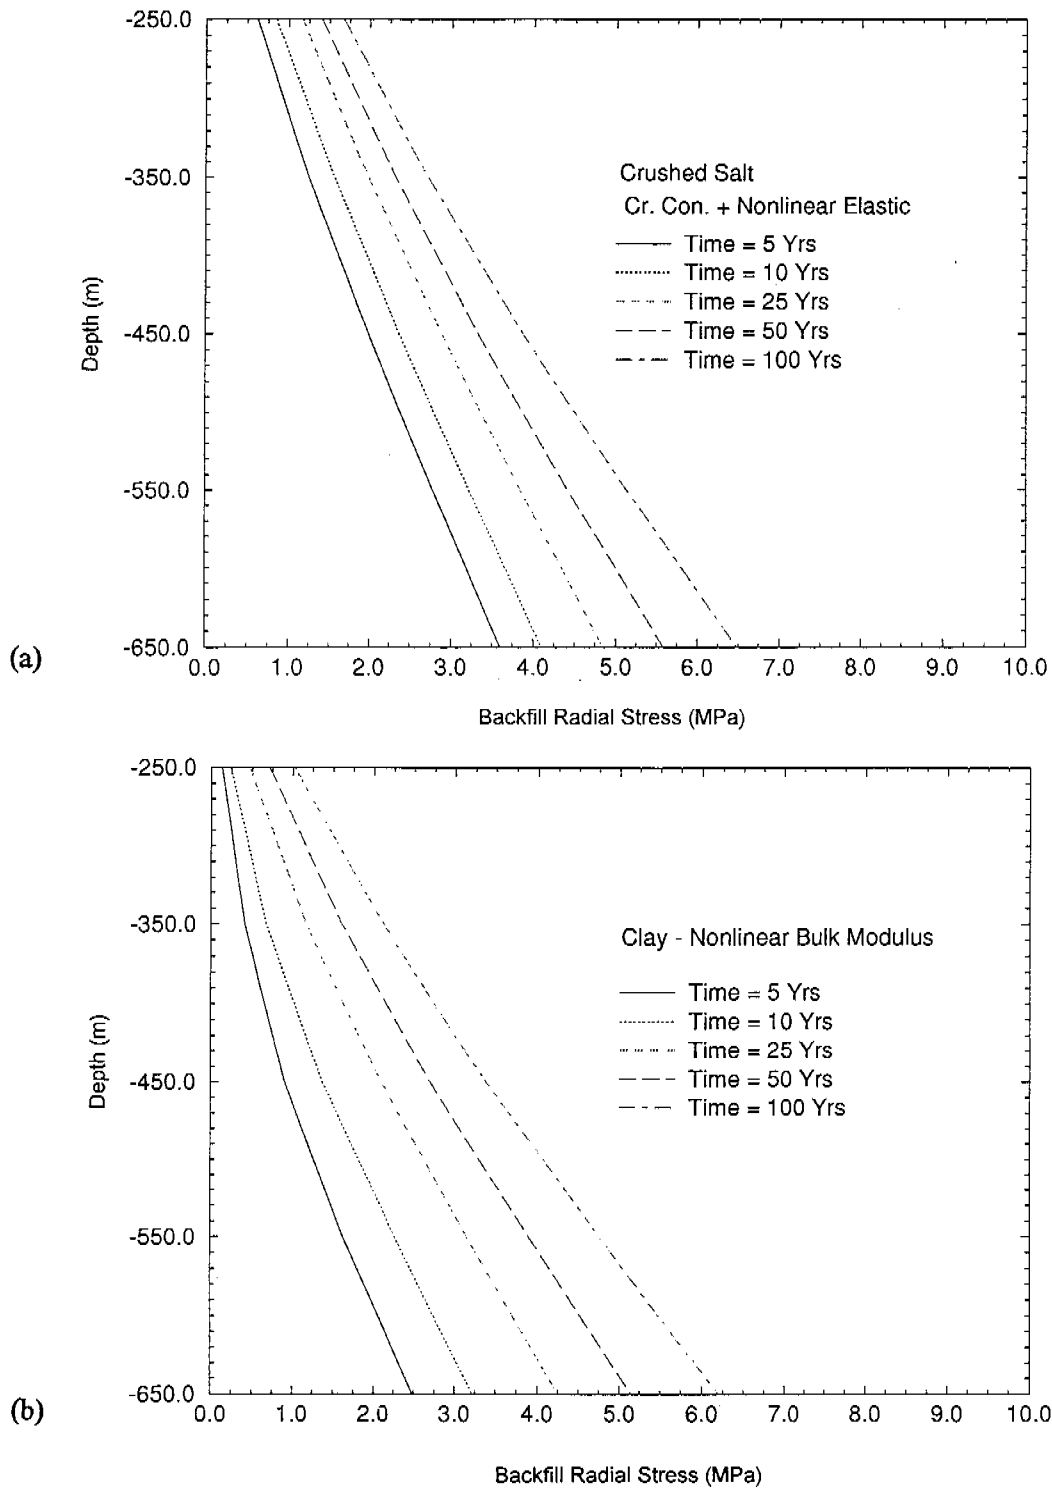 (a)
-250.0
-350.0
-450.0
-550.0
-650.0
Depth (m)
Crushed Salt
Cr. Con. + Nonlinear Elastic
Time = 5 Yrs
Time = 10 Yrs
Time = 25 Yrs
Time = 50 Yrs
Time = 100 Yrs
0.0 1.0 2.0 3.0 4.0 5.0 6.0 7.0 8.0 9.0 10.0
Backfill Radial Stress (MPa)
(b)
-250.0
-350.0
-450.0
-550.0
-650.0
Depth (m)
Clay - Nonlinear Bulk Modulus
Time = 5 Yrs
Time = 10 Yrs
Time = 25 Yrs
Time = 50 Yrs
Time = 100 Yrs
0.0 1.0 2.0 3.0 4.0 5.0 6.0 7.0 8.0 9.0 10.0
Backfill Radial Stress (MPa)